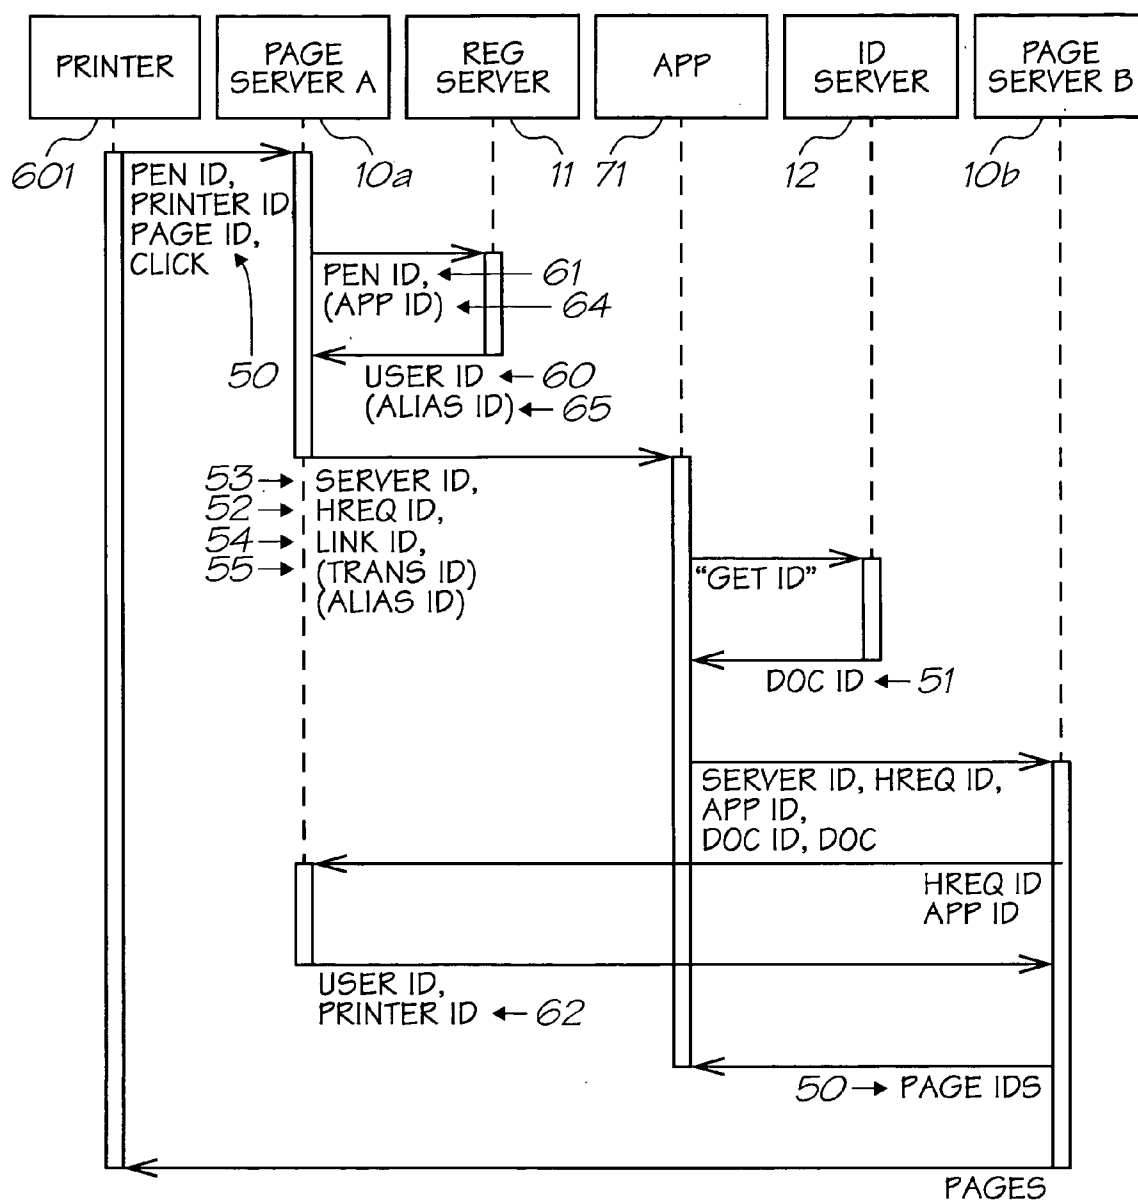 PRINTER
PAGE
SERVER A
REG
SERVER
APP
ID
SERVER
PAGE
SERVER B
601
10a
11
71
12
10b
PEN ID,
PRINTER ID
PAGE ID,
CLICK
50
PEN ID, 61
(APP ID) 64
USER ID 60
(ALIAS ID) 65
53 SERVER ID,
52 HREQ ID,
54 LINK ID,
55 (TRANS ID)
(ALIAS ID)
"GET ID"
DOC ID 51
SERVER ID, HREQ ID,
APP ID,
DOC ID, DOC
HREQ ID
APP ID
USER ID,
PRINTER ID 62
50 PAGE IDS
PAGES